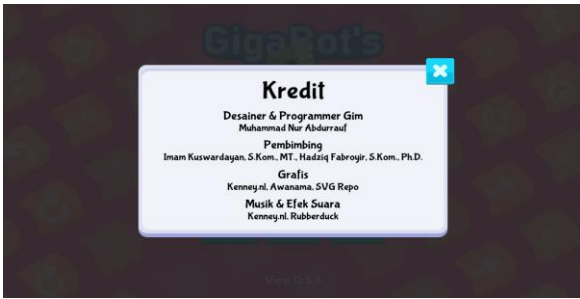 GigaBot's
Kredit
Desainer & Programmer Gim
Muhammad Nur Abdurrauf
Pembimbing
Imam Kuswardayan, S.Kom., MT., Hadziq Fabroyir, S.Kom., Ph.D.
Grafis
Kenney.nl, Awanama, SVG Repo
Musik & Efek Suara
Kenney.nl, Rubberduck